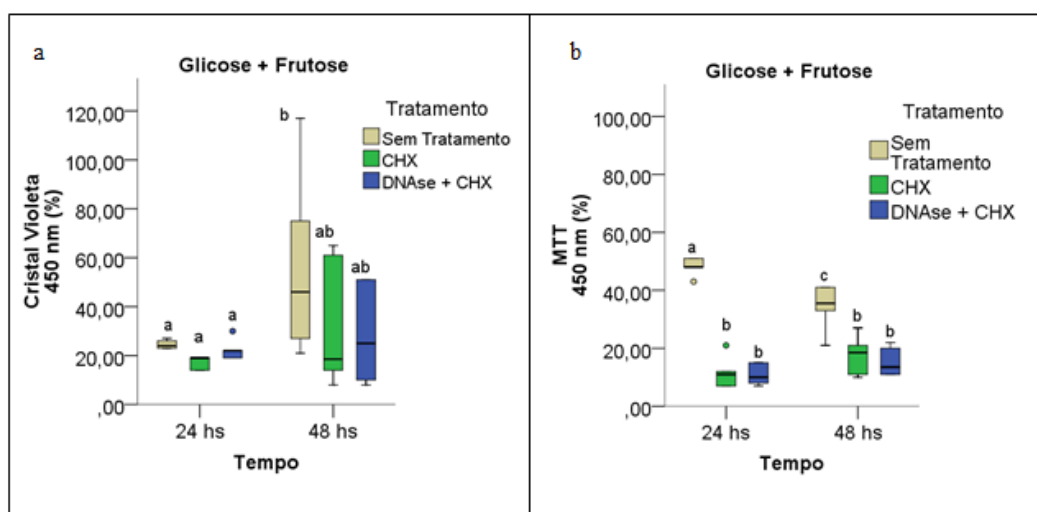 a
Glicose + Frutose
Tratamento
Sem Tratamento
CHX
DNAse + CHX
Cristal Violeta
450 nm (%)
120,00
100,00
80,00
60,00
40,00
20,00
,00
a
a
a
b
ab
ab
24 hs
48 hs
Tempo
b
Glicose + Frutose
Tratamento
Sem
Tratamento
CHX
DNAse + CHX
MTT
450 nm (%)
100,00
80,00
60,00
40,00
20,00
,00
a
b
b
c
b
b
24 hs
48 hs
Tempo